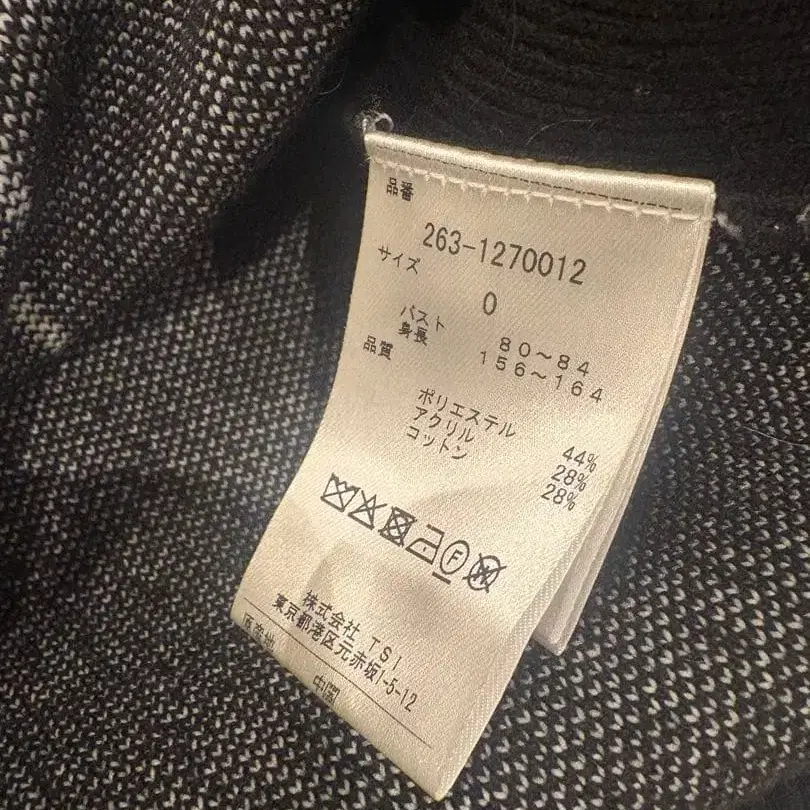 品番
263-1270012
サイズ
0
バスト 80~84
身長 156~164
品質
ポリエステル 44%
アクリル 28%
コットン 28%
F
W
株式会社 TSI
東京都港区元赤坂1-5-12
原産地 中国